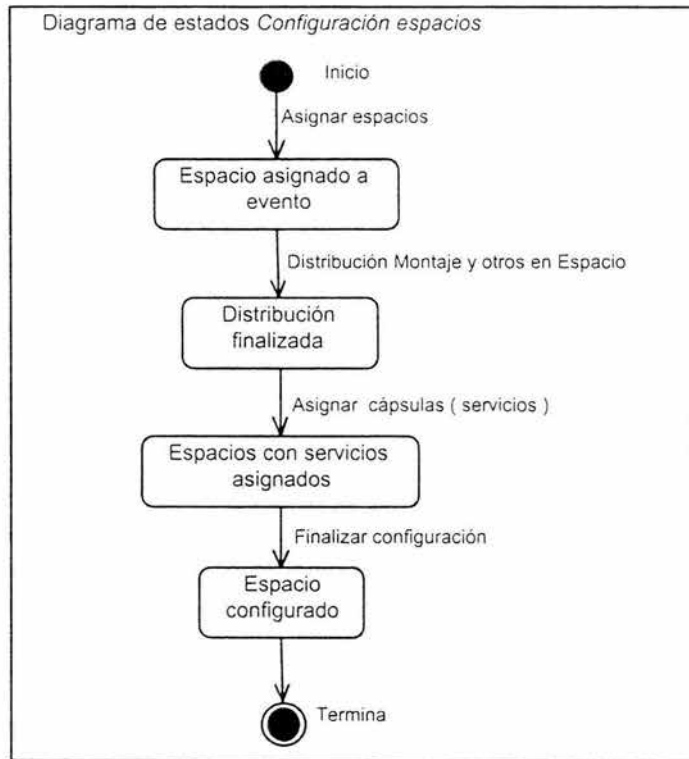 Diagrama de estados Configuración espacios
Inicio
Asignar espacios
Espacio asignado a
evento
Distribución Montaje y otros en Espacio
Distribución
finalizada
Asignar cápsulas ( servicios )
Espacios con servicios
asignados
Finalizar configuración
Espacio
configurado
Termina